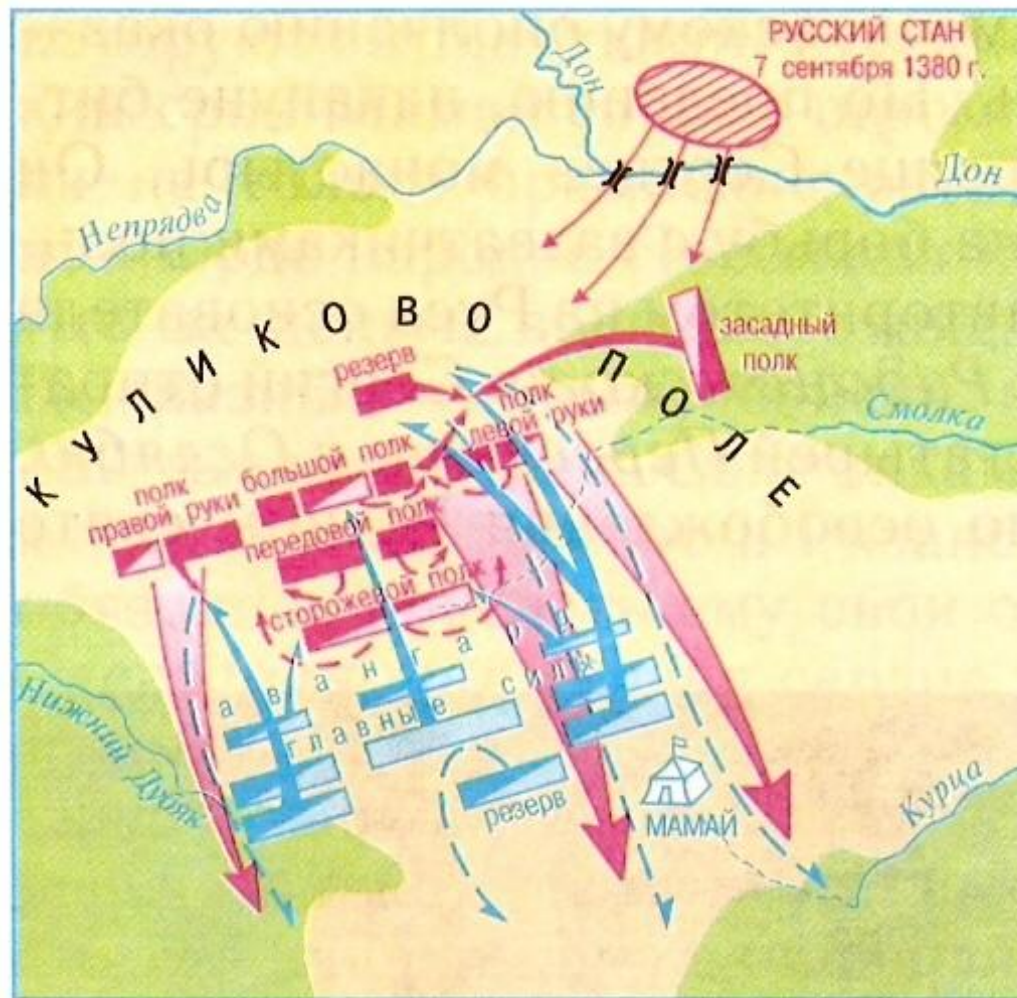 РУССКИЙ СТАН
7 сентября 1380 г.
Дон
Дон
Непрядва
КУЛИКОВО ПОЛЕ
засадный
полк
резерв
Смолка
полк
левой руки
большой полк
полк
правой руки
передовой полк
сторожевой полк
авангард
главные силы
Нижний Дубяк
резерв
МАМАЙ
Курца